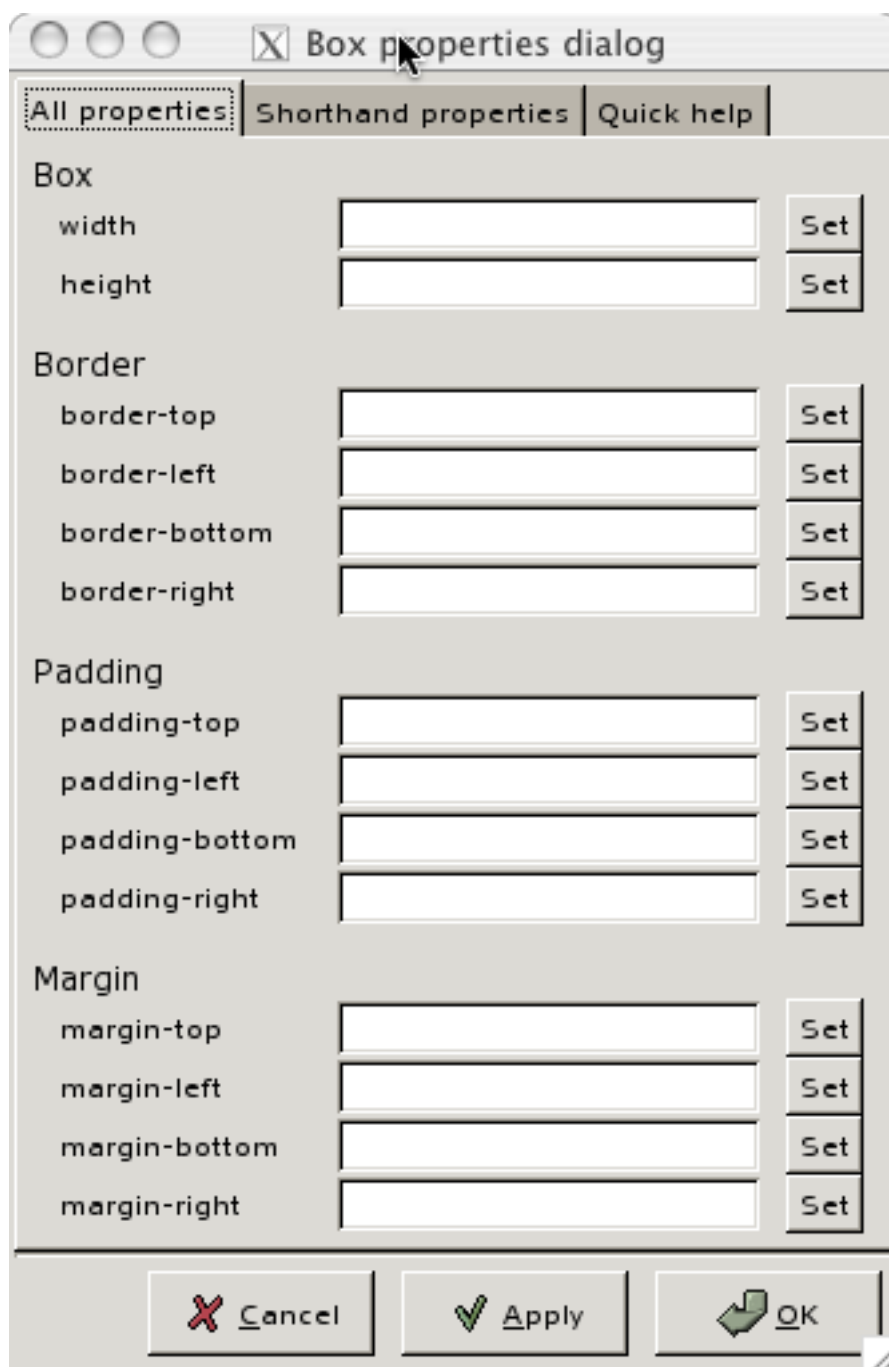 Box properties dialog
All properties Shorthand properties Quick help
Box
width Set
height Set
Border
border-top Set
border-left Set
border-bottom Set
border-right Set
Padding
padding-top Set
padding-left Set
padding-bottom Set
padding-right Set
Margin
margin-top Set
margin-left Set
margin-bottom Set
margin-right Set
Cancel Apply OK